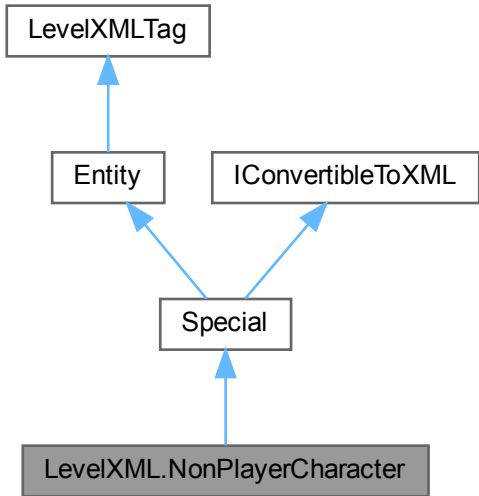 LevelXMLTag
Entity
IConvertibleToXML
Special
LevelXML.NonPlayerCharacter